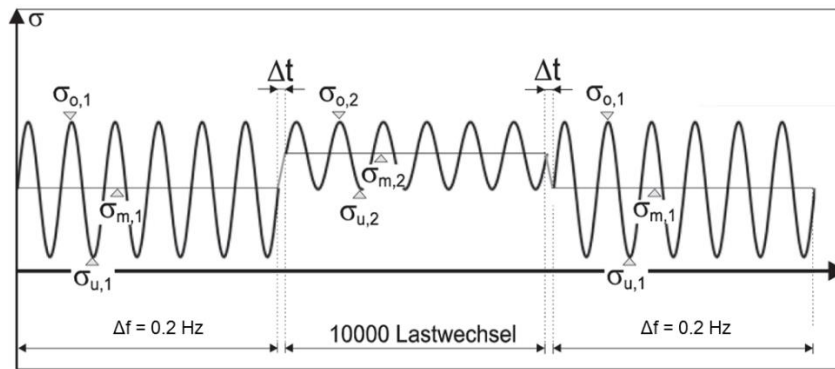 σ
Δt
Δt
σo,1
σo,2
σo,1
σm,1
σm,2
σm,1
σu,2
σu,1
σu,1
Δf = 0.2 Hz
10000 Lastwechsel
Δf = 0.2 Hz